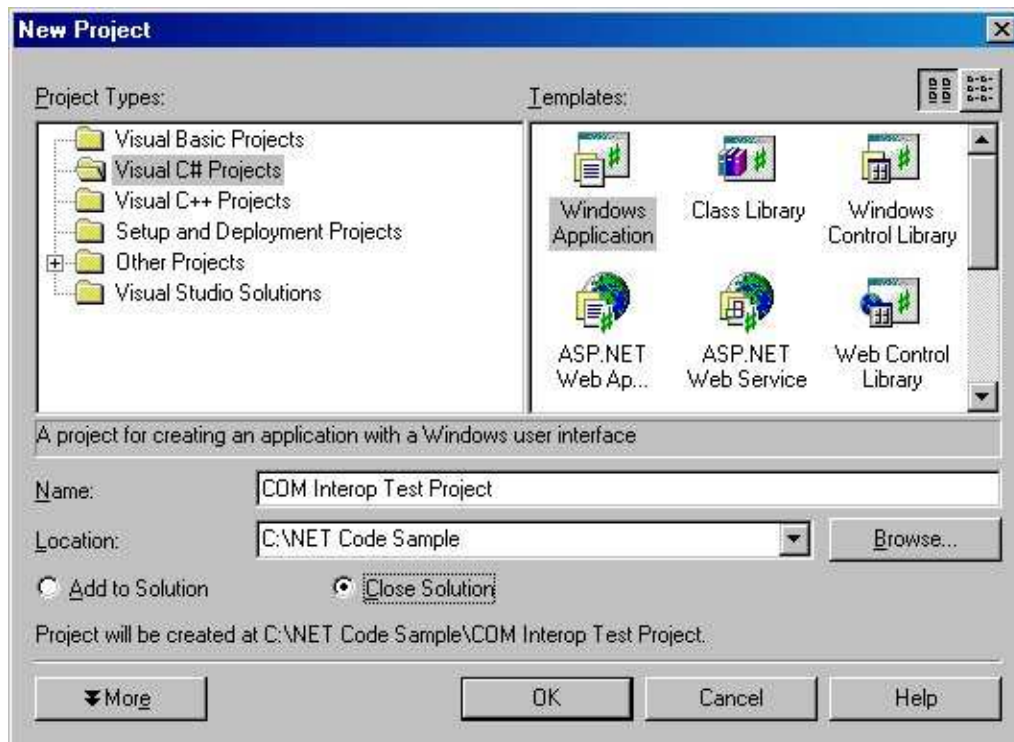 New Project
Project Types:
Templates:
Visual Basic Projects
Visual C# Projects
Visual C++ Projects
Setup and Deployment Projects
Other Projects
Visual Studio Solutions
Windows
Application
Class Library
Windows
Control Library
ASP.NET
Web Ap...
ASP.NET
Web Service
Web Control
Library
A project for creating an application with a Windows user interface
Name:
COM Interop Test Project
Location:
C:\NET Code Sample
Browse...
Add to Solution
Close Solution
Project will be created at C:\NET Code Sample\COM Interop Test Project.
More
OK
Cancel
Help